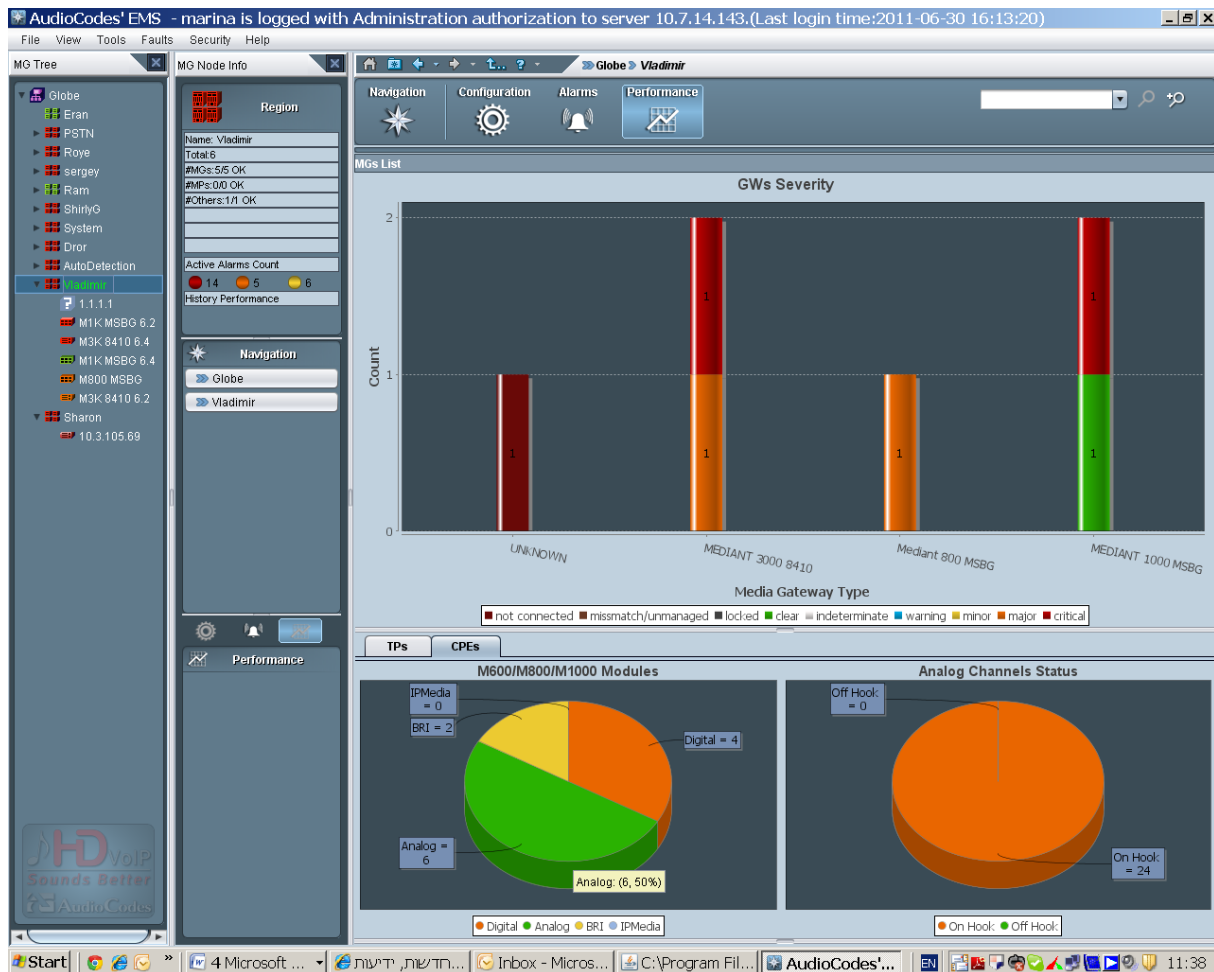 AudioCodes' EMS - marina is logged with Administration authorization to server 10.7.14.143.(Last login time:2011-06-30 16:13:20)
File View Tools Faults Security Help
MG Tree
Globe
Eran
PSTN
Roye
sergey
Ram
ShirlyG
System
Dror
AutoDetection
Vladimir
1.1.1.1
M1K MSBG 6.2
M3K 8410 6.4
M1K MSBG 6.4
M800 MSBG
M3K 8410 6.2
Sharon
10.3.105.69
HD VoIP
Sounds Better
AudioCodes
MG Node Info
Region
Name: Vladimir
Total:6
#MGs:5/5 OK
#MPs:0/0 OK
#Others:1/1 OK
Active Alarms Count
14 5 6
History Performance
Navigation
Globe
Vladimir
Performance
Globe Vladimir
Navigation Configuration Alarms Performance
MGs List
GWs Severity
Count
2
1
0
1
1
1
1
1
1
UNKNOWN
MEDIANT 3000 8410
Mediant 800 MSBG
MEDIANT 1000 MSBG
Media Gateway Type
not connected missmatch/unmanaged locked clear indeterminate warning minor major critical
TPs CPEs
M600/M800/M1000 Modules
IPMedia
= 0
BRI = 2
Digital = 4
Analog =
6
Analog: (6, 50%)
Digital Analog BRI IPMedia
Analog Channels Status
Off Hook
= 0
On Hook
= 24
On Hook Off Hook
Start » 4 Microsoft ... חדשות, ידיעות... Inbox - Micros... C:\Program Fil... AudioCodes'... EN 11:38